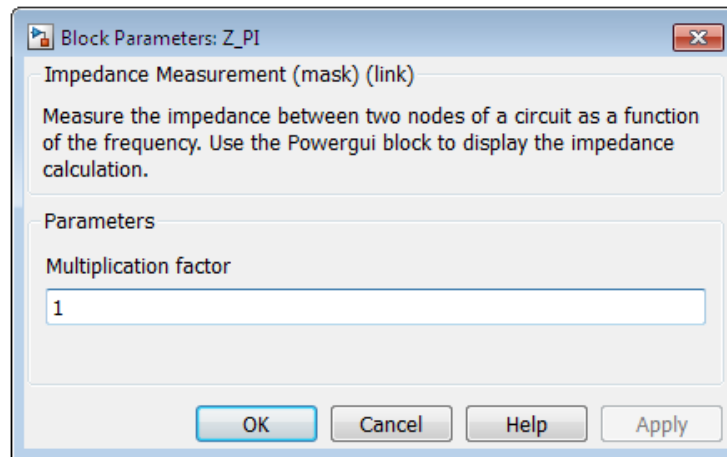 Block Parameters: Z_PI
Impedance Measurement (mask) (link)
Measure the impedance between two nodes of a circuit as a function
of the frequency. Use the Powergui block to display the impedance
calculation.
Parameters
Multiplication factor
1
OK Cancel Help Apply